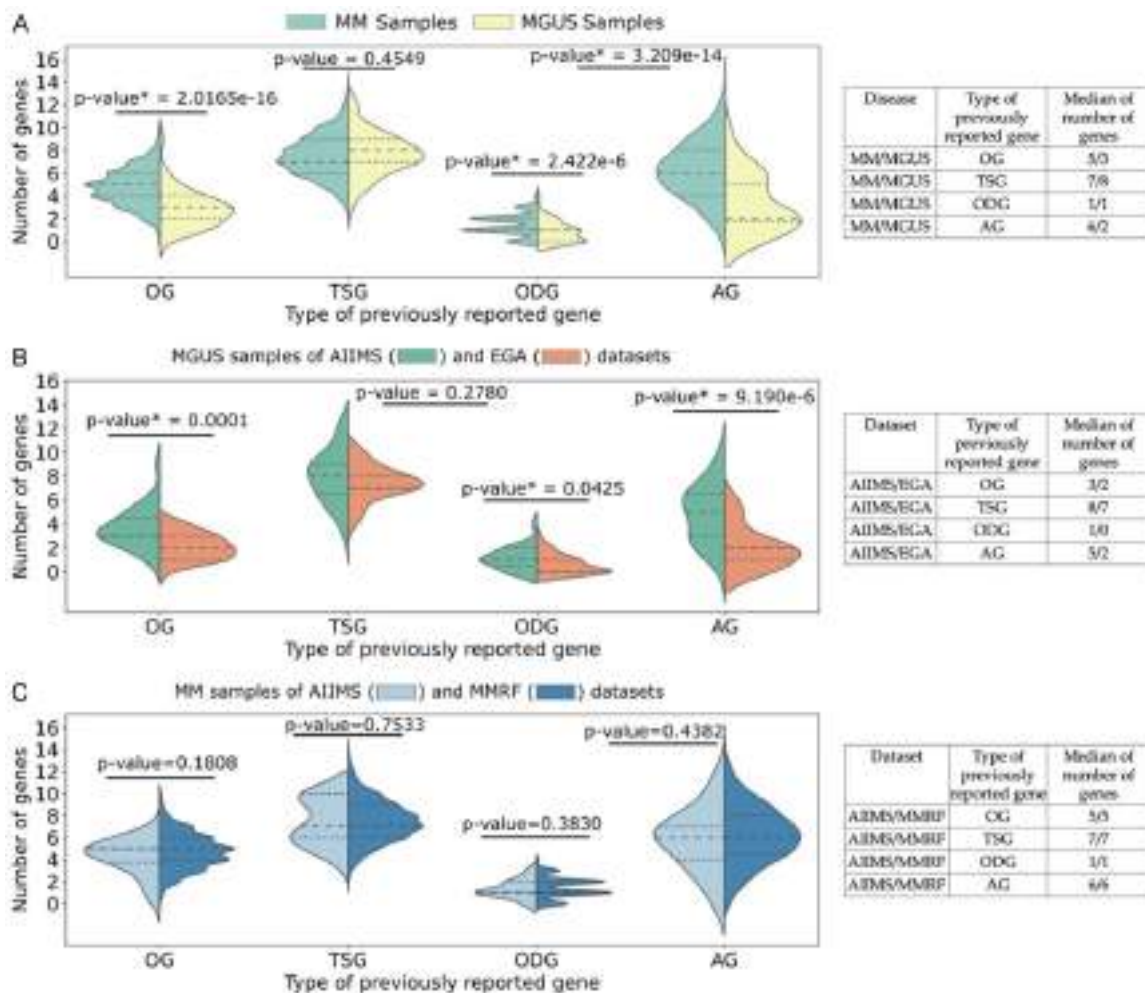 A
MM Samples MGUS Samples
Number of genes
16
14
12
10
8
6
4
2
0
p-value* = 2.0165e-16
p-value = 0.4549
p-value* = 2.422e-6
p-value* = 3.209e-14
OG TSG ODG AG
Type of previously reported gene
Disease Type of previously reported gene Median of number of genes
MM/MGUS OG 5/3
MM/MGUS TSG 7/8
MM/MGUS ODG 1/1
MM/MGUS AG 6/2
B
MGUS samples of AIIMS ( ) and EGA ( ) datasets
Number of genes
16
14
12
10
8
6
4
2
0
p-value* = 0.0001
p-value = 0.2780
p-value* = 0.0425
p-value* = 9.190e-6
OG TSG ODG AG
Type of previously reported gene
Dataset Type of previously reported gene Median of number of genes
AIIMS/EGA OG 3/2
AIIMS/EGA TSG 8/7
AIIMS/EGA ODG 1/0
AIIMS/EGA AG 5/2
C
MM samples of AIIMS ( ) and MMRF ( ) datasets
Number of genes
16
14
12
10
8
6
4
2
0
p-value=0.1808
p-value=0.7533
p-value=0.3830
p-value=0.4382
OG TSG ODG AG
Type of previously reported gene
Dataset Type of previously reported gene Median of number of genes
AIIMS/MMRF OG 5/5
AIIMS/MMRF TSG 7/7
AIIMS/MMRF ODG 1/1
AIIMS/MMRF AG 6/6